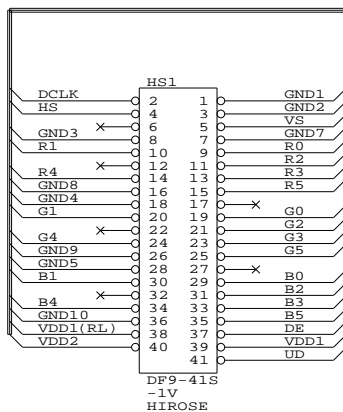 HS1
DCLK 2 1 GND1
HS 4 3 GND2
6 5 VS
GND3 8 7 GND7
R1 10 9 R0
12 11 R2
R4 14 13 R3
GND8 16 15 R5
GND4 18 17
G1 20 19 G0
22 21 G2
G4 24 23 G3
GND9 26 25 G5
GND5 28 27
B1 30 29 B0
32 31 B2
B4 34 33 B3
GND10 36 35 B5
VDD1(RL) 38 37 DE
VDD2 40 39 VDD1
41 UD
DF9-41S
-1V
HIROSE